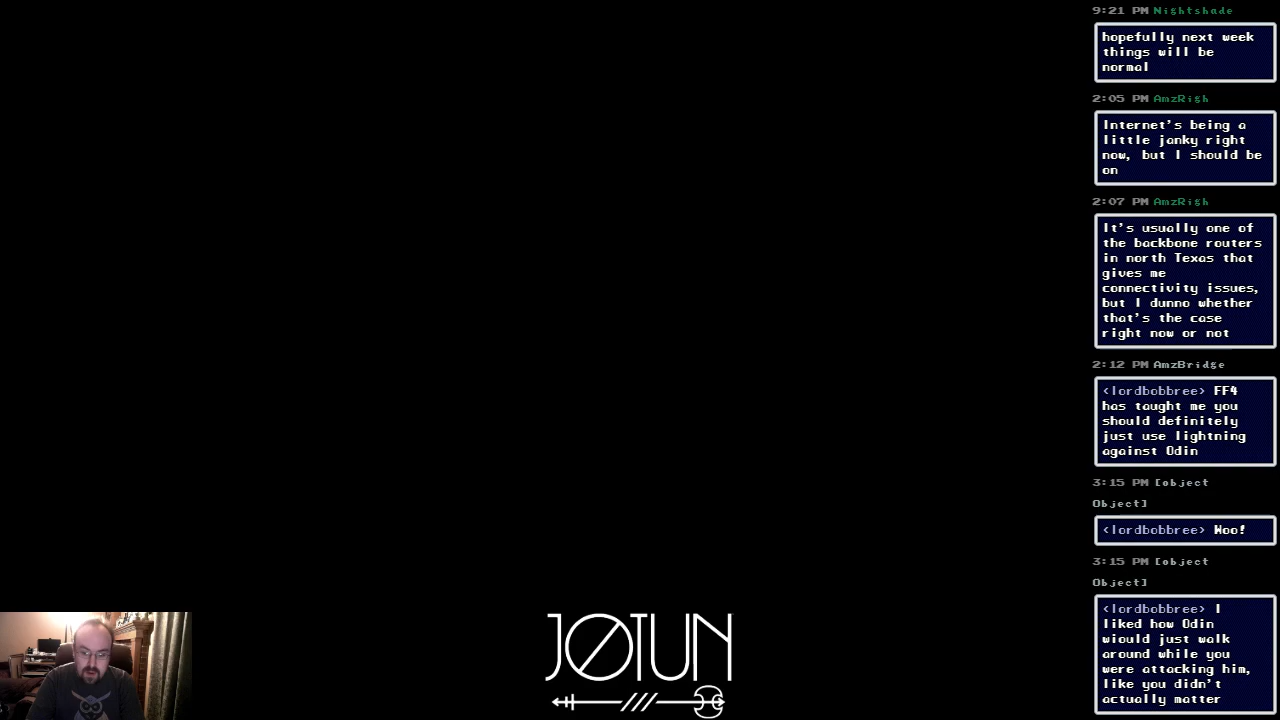 9:21 PM Nightshade
hopefully next week
things will be
normal
2:05 PM AmzRigh
Internet's being a
little janky right
now, but I should be
on
2:07 PM AmzRigh
It's usually one of
the backbone routers
in north Texas that
gives me
connectivity issues,
but I dunno whether
that's the case
right now or not
2:12 PM AmzBridge
<lordbobbree> FF4
has taught me you
should definitely
just use lightning
against Odin
3:15 PM [object
Object]
<lordbobbree> Woo!
3:15 PM [object
Object]
<lordbobbree> I
liked how Odin
wiould just walk
around while you
were attacking him,
like you didn't
actually matter
JØTUN